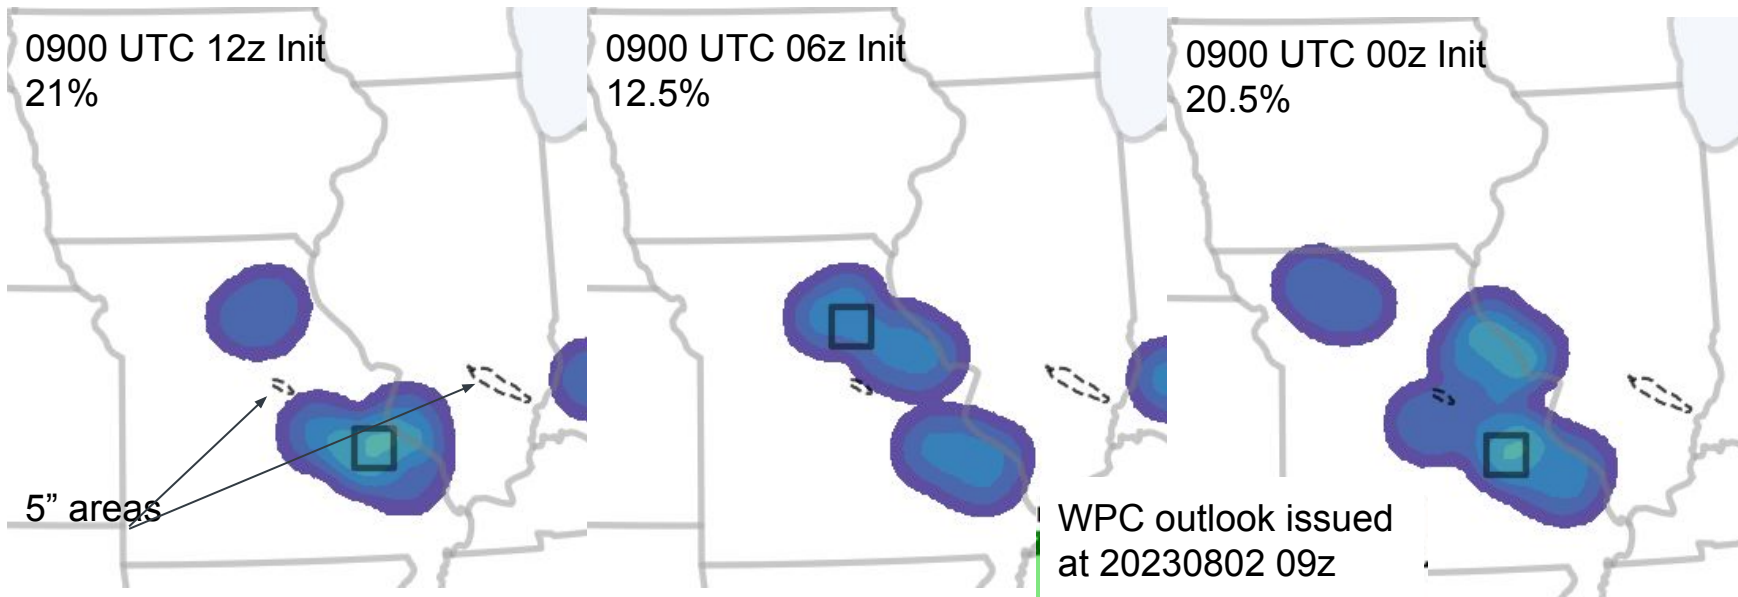 0900 UTC 12z Init
21%
0900 UTC 06z Init
12.5%
0900 UTC 00z Init
20.5%
5” areas
WPC outlook issued
at 20230802 09z